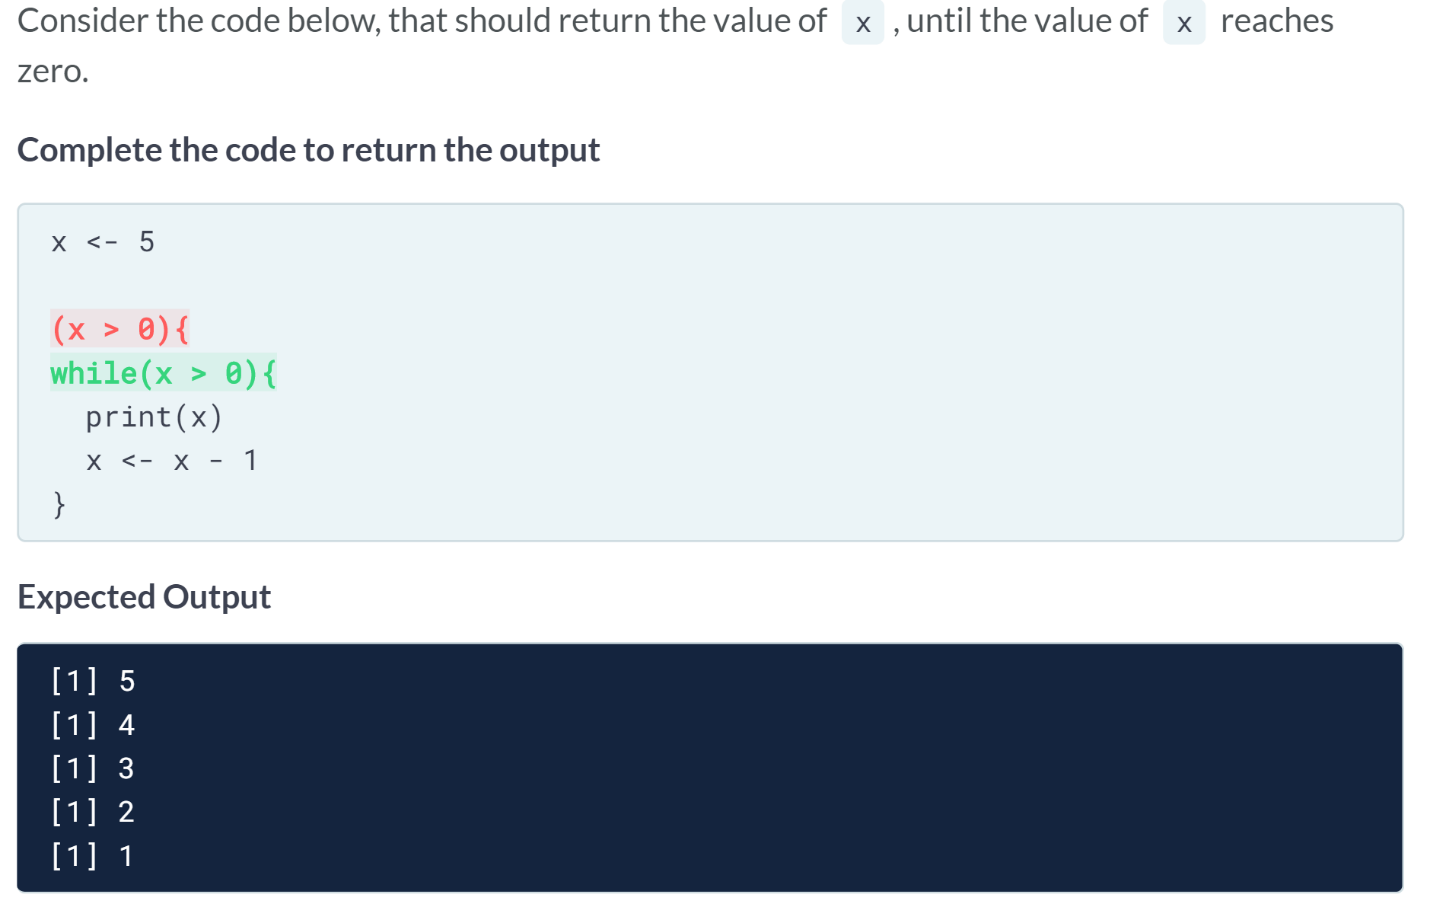 Consider the code below, that should return the value of x , until the value of x reaches
zero.
Complete the code to return the output
x <- 5
(x > 0){
while(x > 0){
  print(x)
  x <- x - 1
}
Expected Output
[1] 5
[1] 4
[1] 3
[1] 2
[1] 1